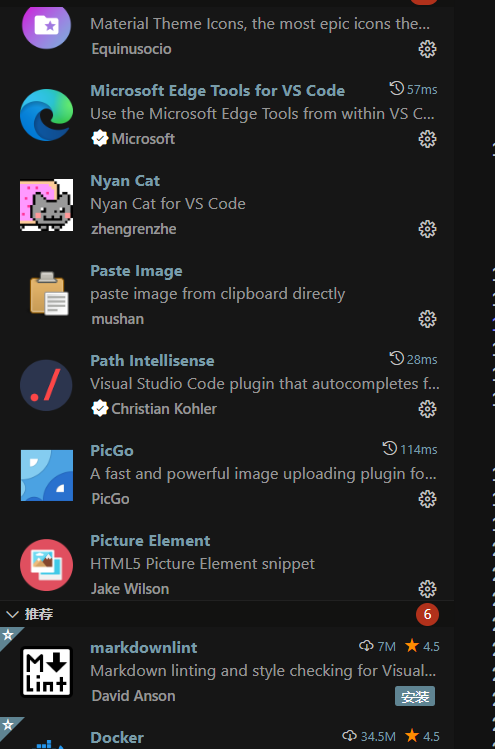 Material Theme Icons, the most epic icons the...
Equinusocio
Microsoft Edge Tools for VS Code 57ms
Use the Microsoft Edge Tools from within VS C...
Microsoft
Nyan Cat
Nyan Cat for VS Code
zhengrenzhe
Paste Image
paste image from clipboard directly
mushan
Path Intellisense 28ms
Visual Studio Code plugin that autocompletes f...
Christian Kohler
PicGo 114ms
A fast and powerful image uploading plugin fo...
PicGo
Picture Element
HTML5 Picture Element snippet
Jake Wilson
推荐 6
markdownlint 7M 4.5
M Lint
Markdown linting and style checking for Visual...
David Anson 安装
Docker 34.5M 4.5